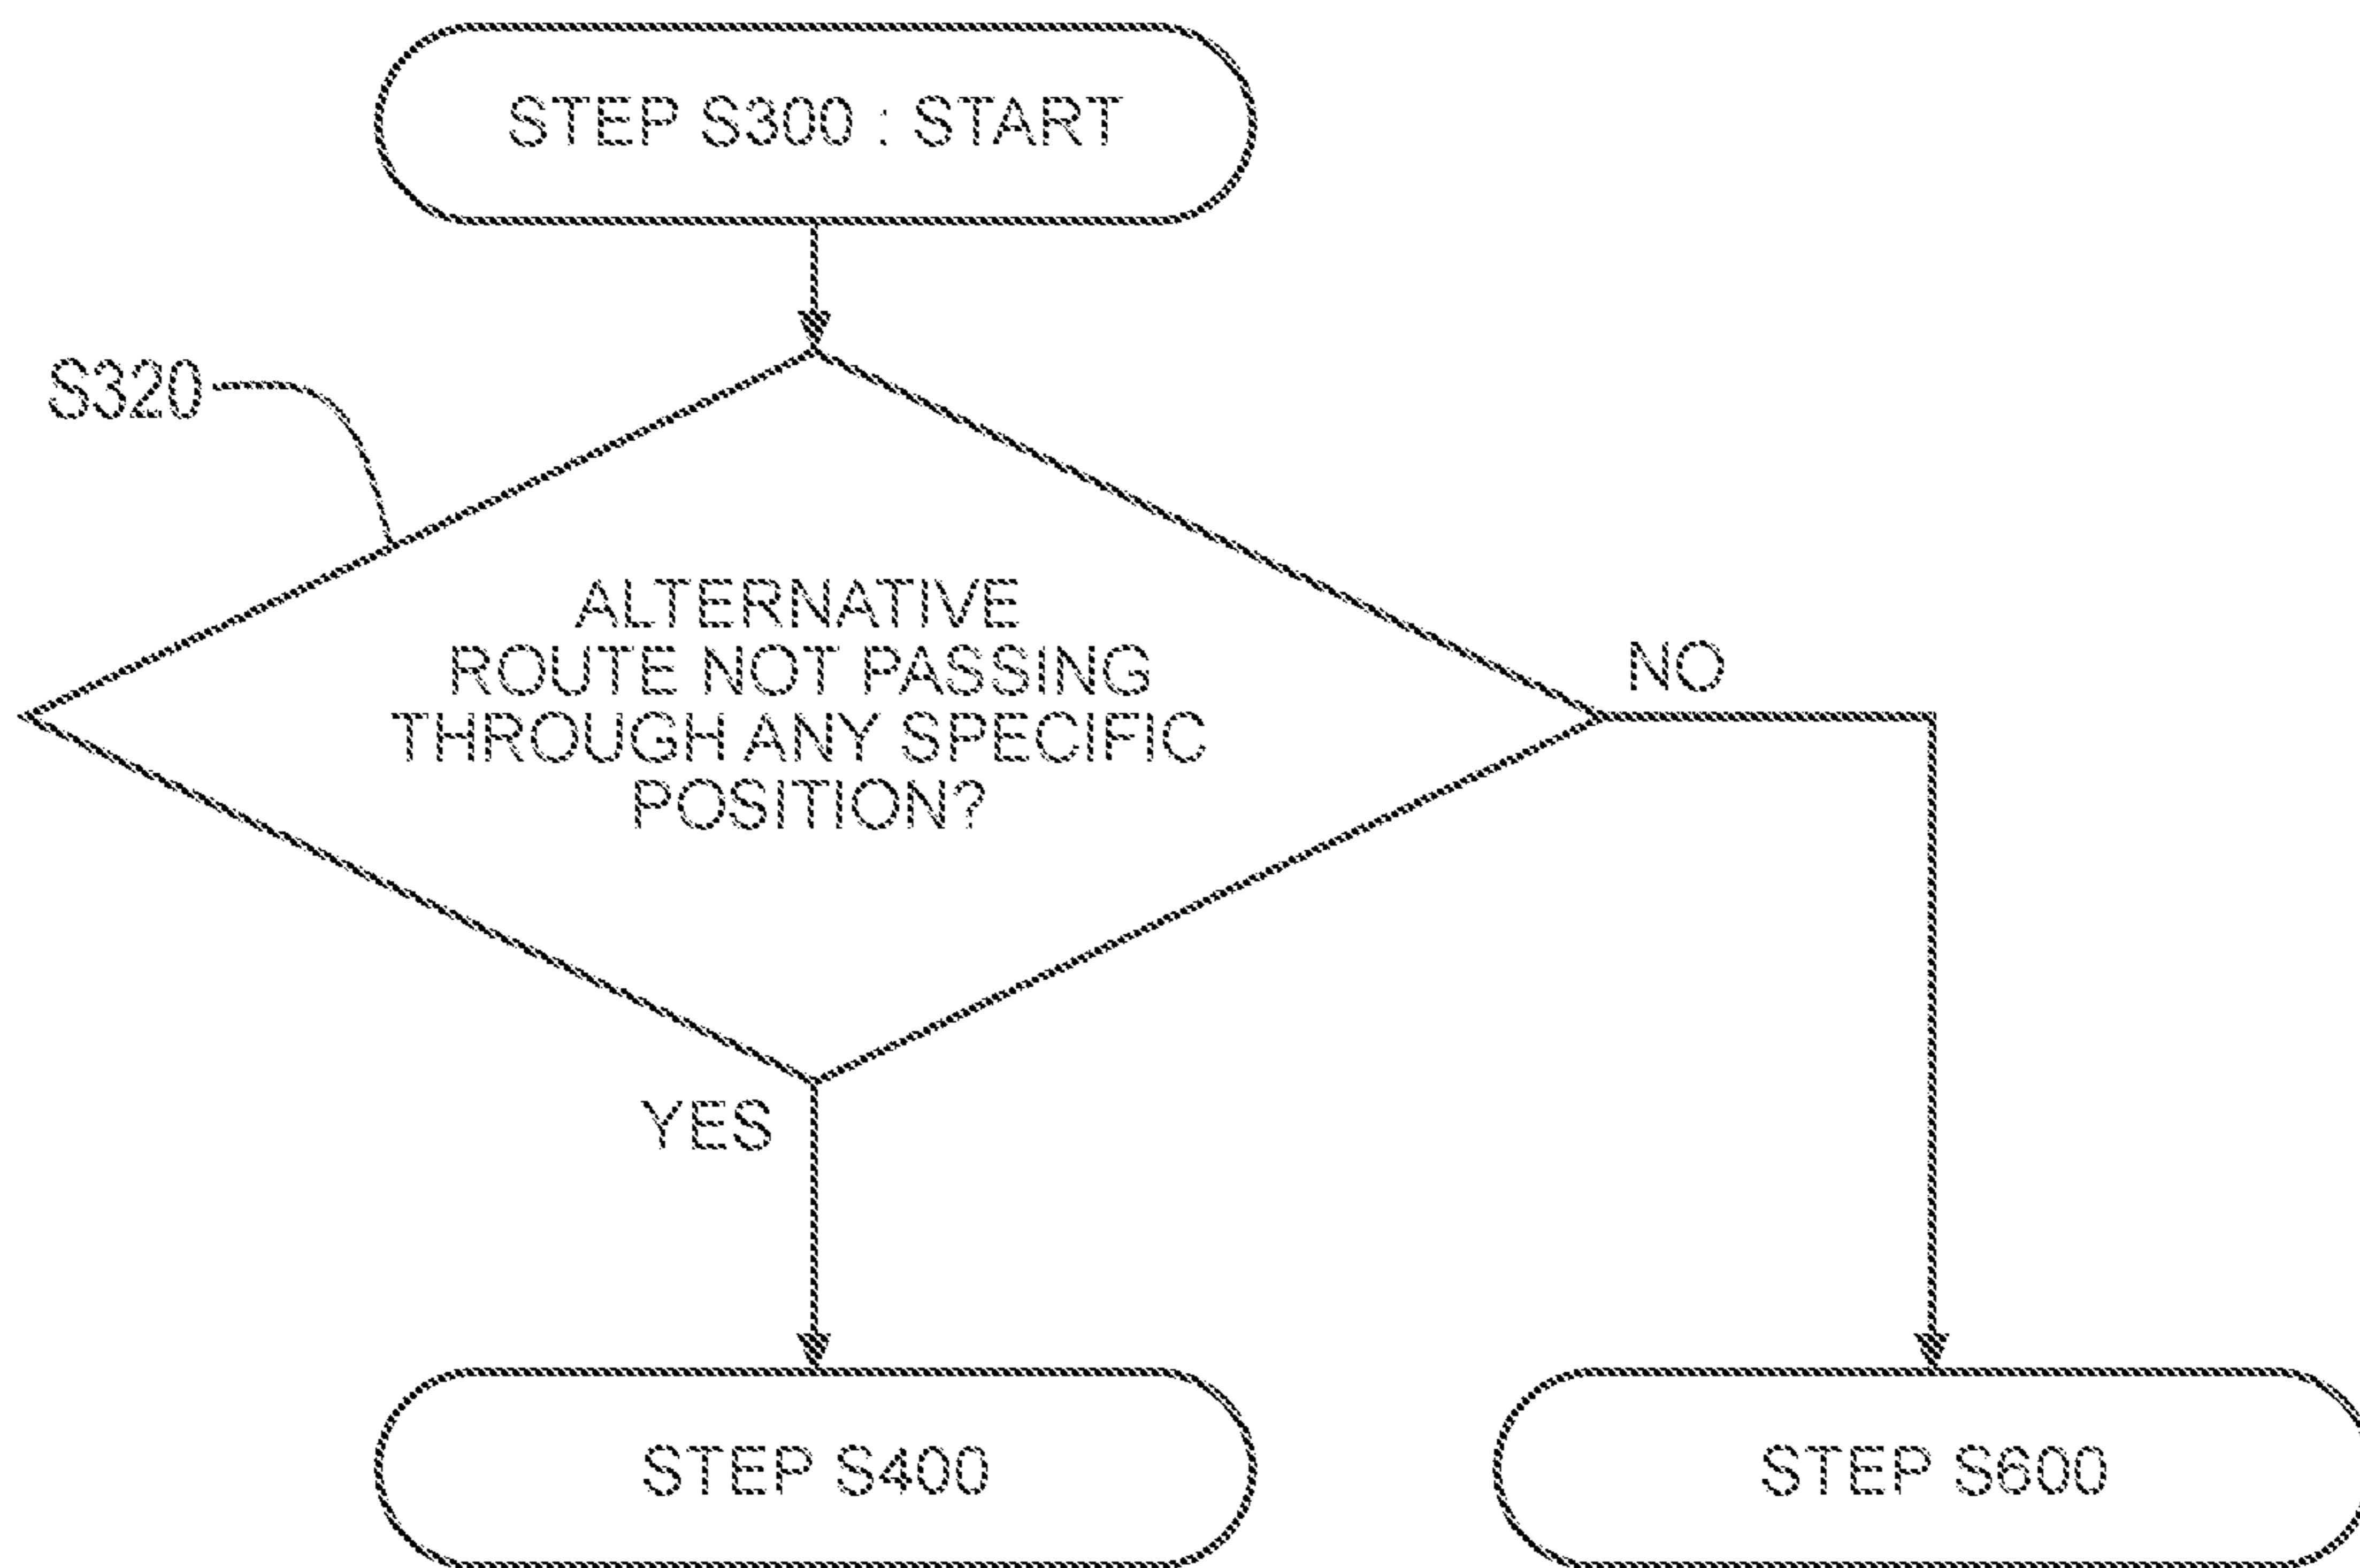 STEP S300 : START
S320
ALTERNATIVE
ROUTE NOT PASSING
THROUGH ANY SPECIFIC
POSITION?
NO
YES
STEP S400
STEP S600